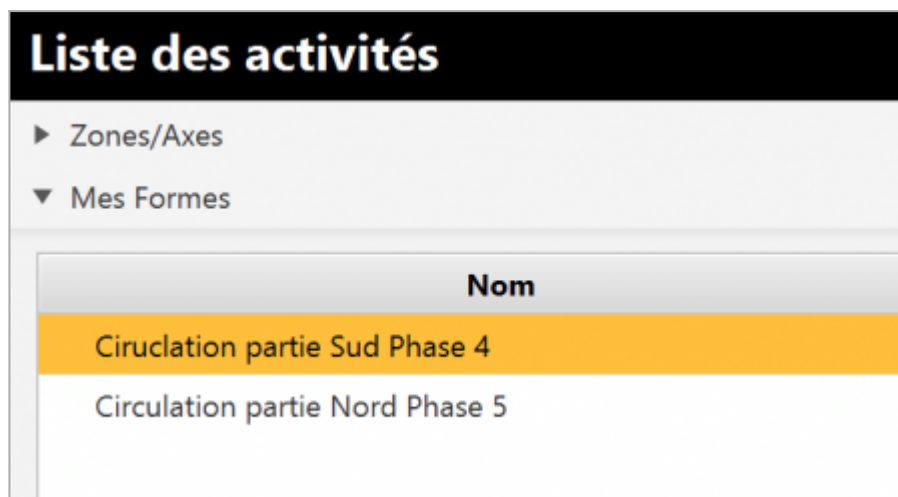 Liste des activités
Zones/Axes
Mes Formes
Nom
Ciruclation partie Sud Phase 4
Circulation partie Nord Phase 5